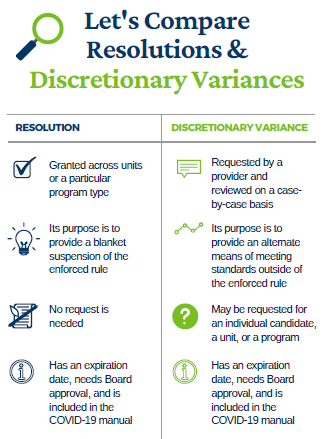 Let's Compare
Resolutions &
Discretionary Variances
RESOLUTION
Granted across units
or a particular
program type
Its purpose is to
provide a blanket
suspension of the
enforced rule
No request is
needed
Has an expiration
date, needs Board
approval, and is
included in the
COVID-19 manual
DISCRETIONARY VARIANCE
Requested by a
provider and
reviewed on a case-
by-case basis
Its purpose is to
provide an alternate
means of meeting
standards outside of
the enforced rule
May be requested for
an individual candidate,
a unit, or a program
Has an expiration
date, needs Board
approval, and is
included in the
COVID-19 manual